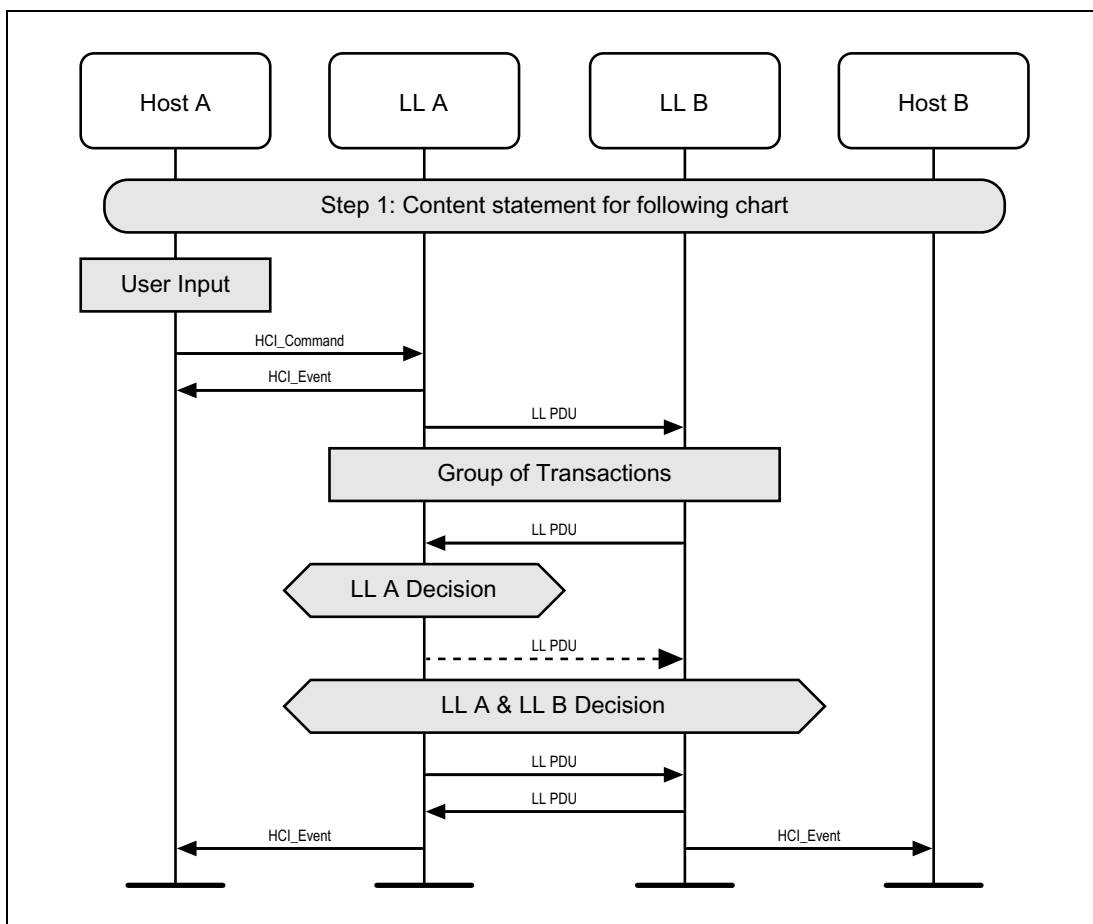 Host A
LL A
LL B
Host B
Step 1: Content statement for following chart
User Input
HCI_Command
HCI_Event
LL PDU
Group of Transactions
LL PDU
LL A Decision
LL PDU
LL A & LL B Decision
LL PDU
LL PDU
HCI_Event
HCI_Event